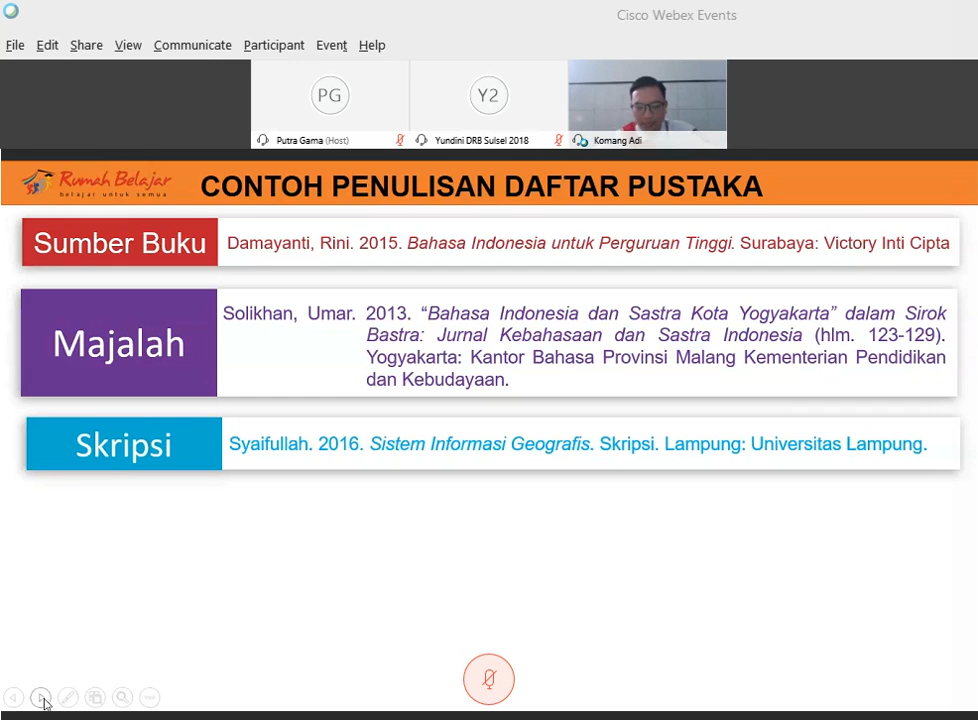 Cisco Webex Events
File Edit Share View Communicate Participant Event Help
PG
Y2
Putra Gama (Host)
Yundini DRB Sulsel 2018
Komang Adi
Rumah Belajar
belajar untuk semua
CONTOH PENULISAN DAFTAR PUSTAKA
Sumber Buku
Damayanti, Rini. 2015. Bahasa Indonesia untuk Perguruan Tinggi. Surabaya: Victory Inti Cipta
Majalah
Solikhan, Umar. 2013. “Bahasa Indonesia dan Sastra Kota Yogyakarta” dalam Sirok
Bastra: Jurnal Kebahasaan dan Sastra Indonesia (hlm. 123-129).
Yogyakarta: Kantor Bahasa Provinsi Malang Kementerian Pendidikan
dan Kebudayaan.
Skripsi
Syaifullah. 2016. Sistem Informasi Geografis. Skripsi. Lampung: Universitas Lampung.